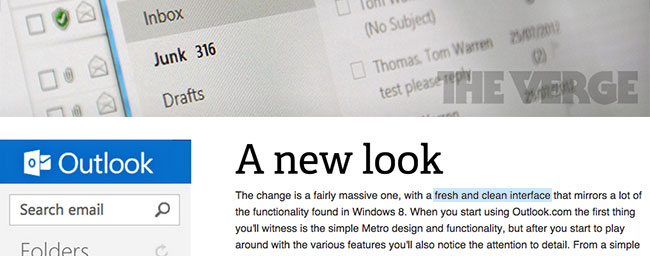 Tom Warren
Inbox
(No Subject)
Junk 316
25/07/2012
Thomas, Tom Warren
(2)
test please reply
Drafts
THE VERGE
Outlook
Search email
Folders
A new look
The change is a fairly massive one, with a fresh and clean interface that mirrors a lot of
the functionality found in Windows 8. When you start using Outlook.com the first thing
you'll witness is the simple Metro design and functionality, but after you start to play
around with the various features you'll also notice the attention to detail. From a simple